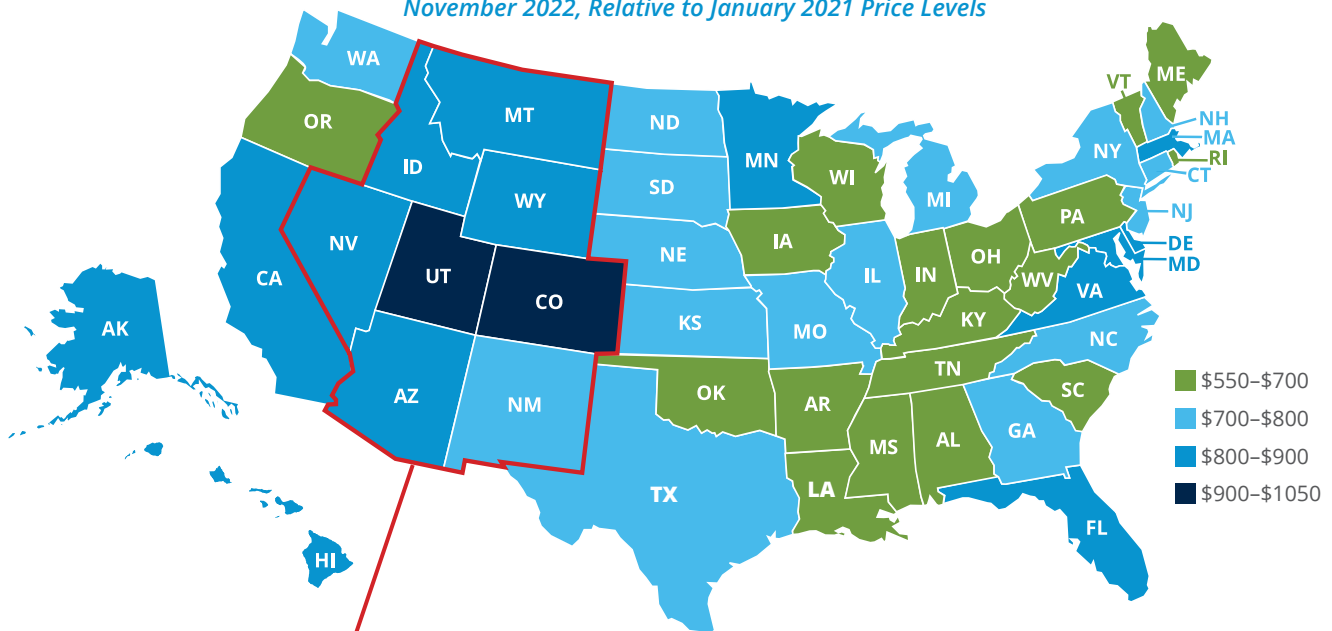 November 2022, Relative to January 2021 Price Levels
WA
OR
MT
ID
WY
NV
CA
UT
CO
AZ
NM
AK
HI
ND
SD
NE
KS
OK
TX
MN
IA
MO
AR
LA
WI
IL
MI
IN
OH
KY
TN
MS
AL
GA
FL
SC
NC
VA
WV
PA
NY
VT
ME
NH
MA
RI
CT
NJ
DE
MD
$550–$700
$700–$800
$800–$900
$900–$1050